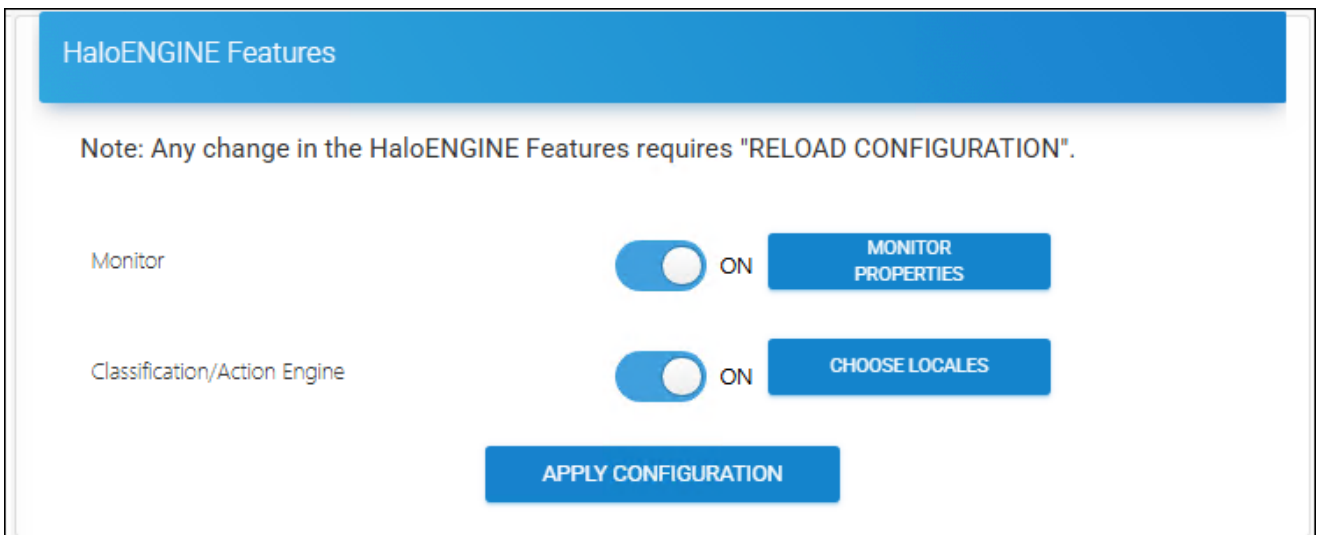 HaloENGINE Features
Note: Any change in the HaloENGINE Features requires "RELOAD CONFIGURATION".
Monitor
ON
MONITOR
PROPERTIES
Classification/Action Engine
ON
CHOOSE LOCALES
APPLY CONFIGURATION